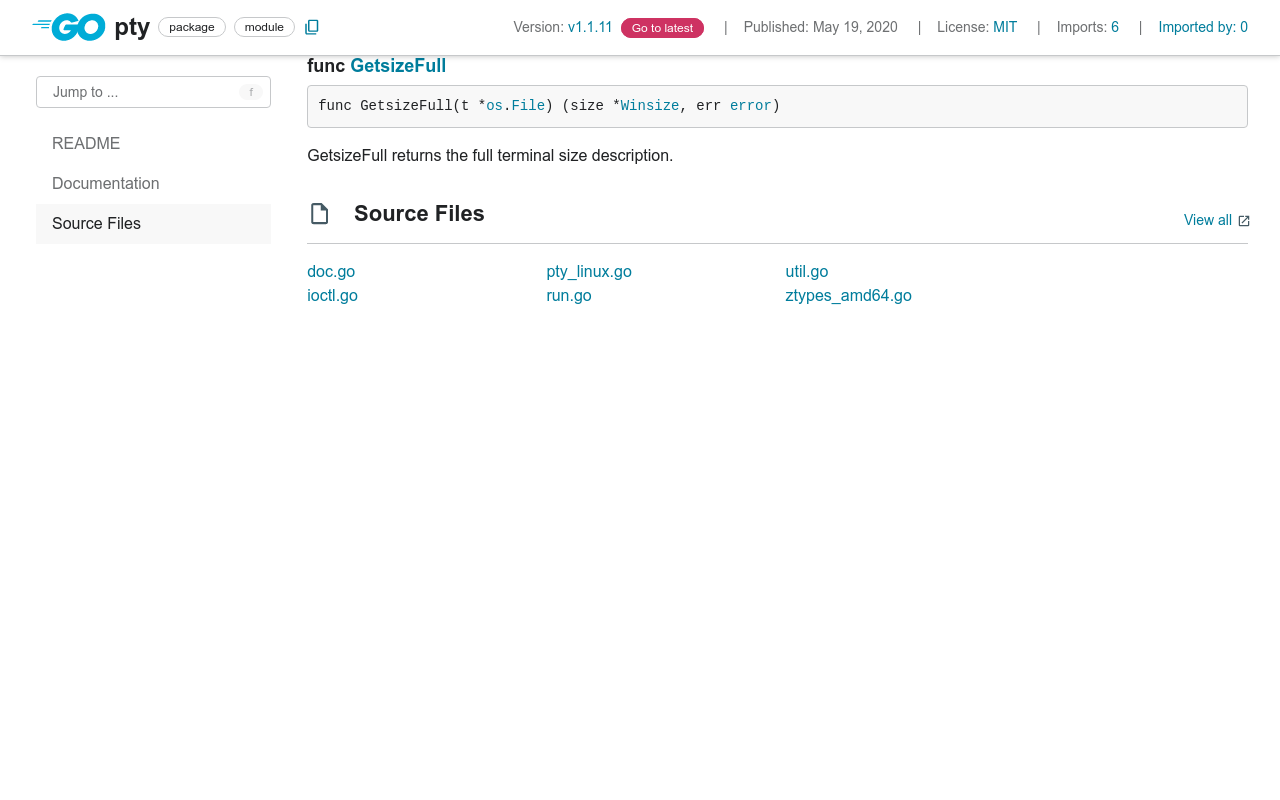 GO pty package module Version: v1.1.11 Go to latest | Published: May 19, 2020 | License: MIT | Imports: 6 | Imported by: 0
Jump to ... f
README
Documentation
Source Files
func GetsizeFull
func GetsizeFull(t *os.File) (size *Winsize, err error)
GetsizeFull returns the full terminal size description.
Source Files View all
doc.go pty_linux.go util.go
ioctl.go run.go ztypes_amd64.go